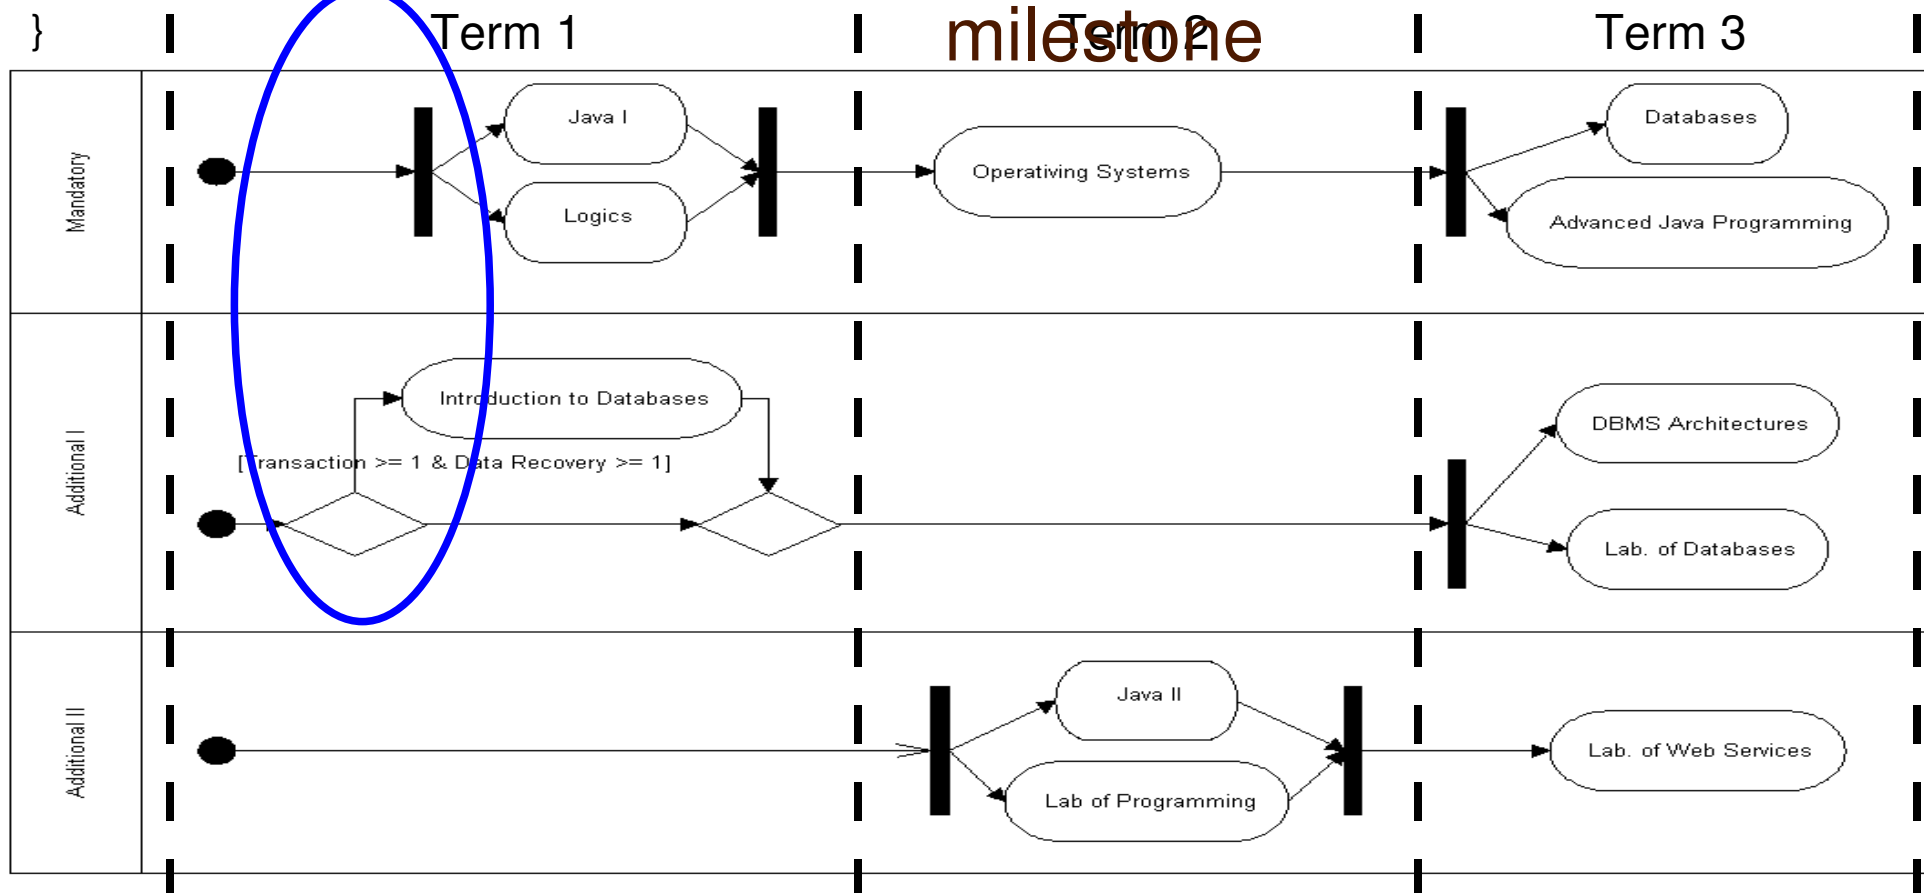 }
Term 1
Term 2
milestone
Term 3
Mandatory
Java I
Logics
Operativing Systems
Databases
Advanced Java Programming
Additional I
Introduction to Databases
[Transaction >= 1 & Data Recovery >= 1]
DBMS Architectures
Lab. of Databases
Additional II
Java II
Lab of Programming
Lab. of Web Services